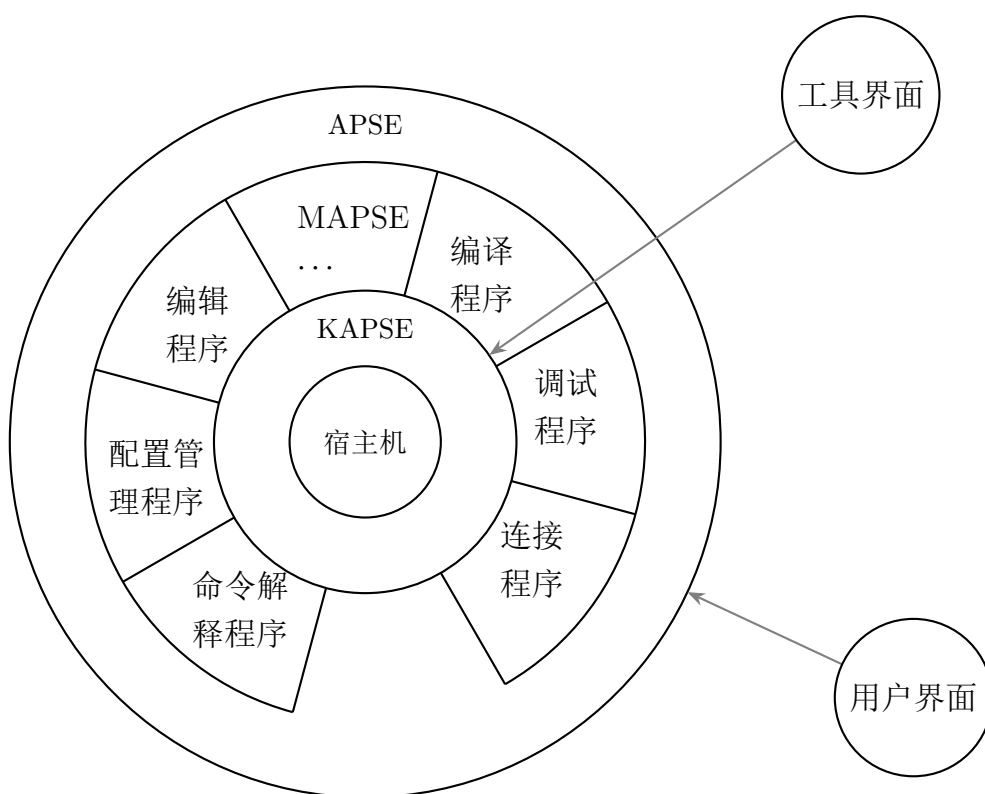 工具界面
APSE
MAPSE
...
编译
程序
编辑
程序
KAPSE
调试
程序
宿主机
配置管
理程序
连接
程序
命令解
释程序
用户界面